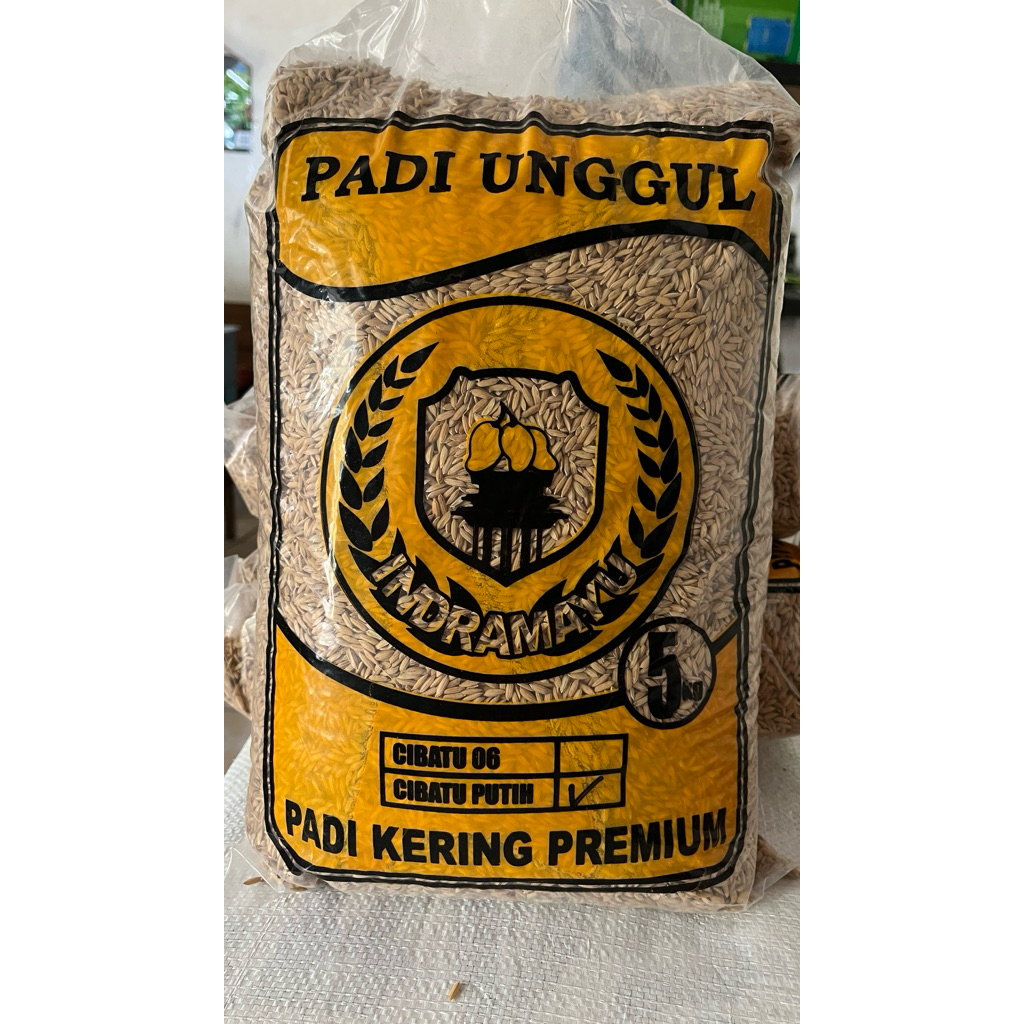 PADI UNGGUL
INDRAMAYU
5 KG
CIBATU 06
CIBATU PUTIH ✓
PADI KERING PREMIUM